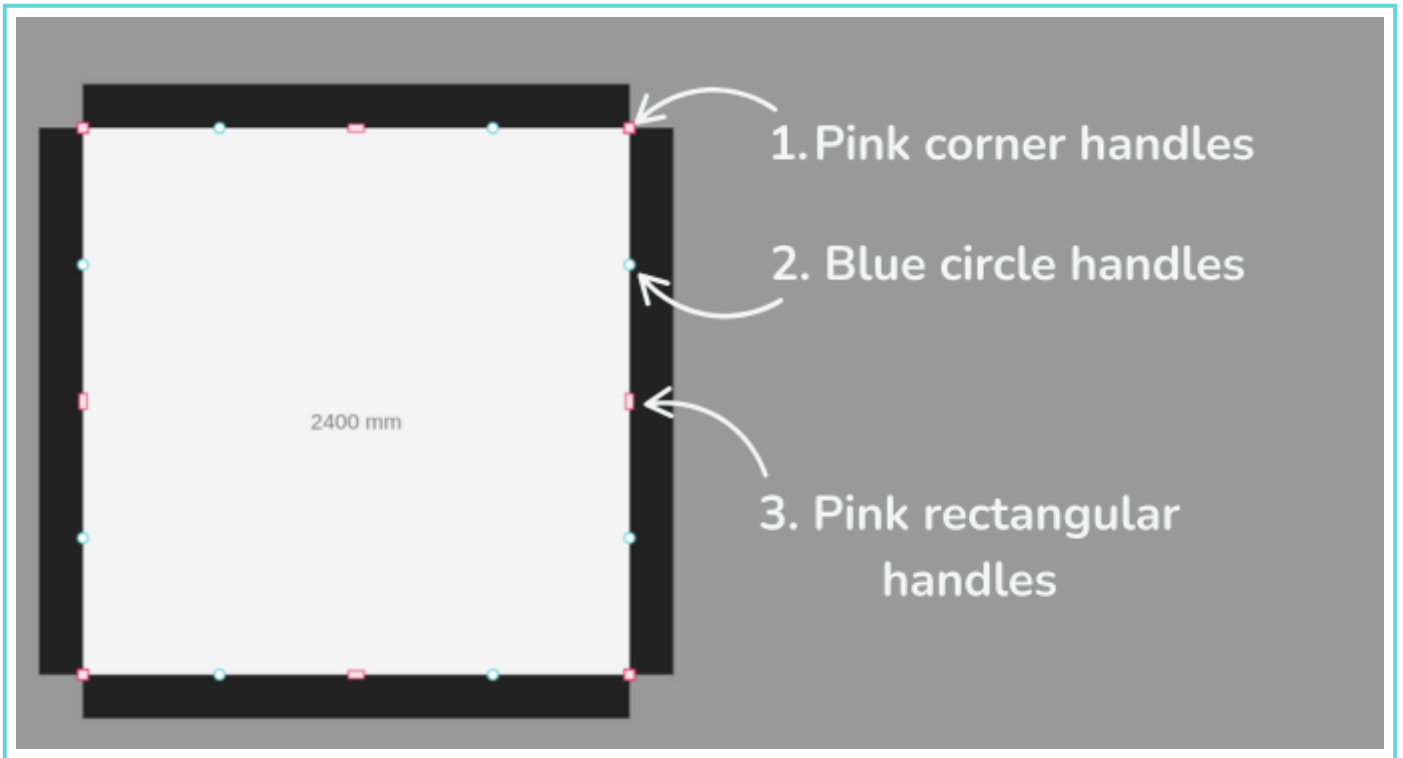 1. Pink corner handles
2. Blue circle handles
2400 mm
3. Pink rectangular
handles